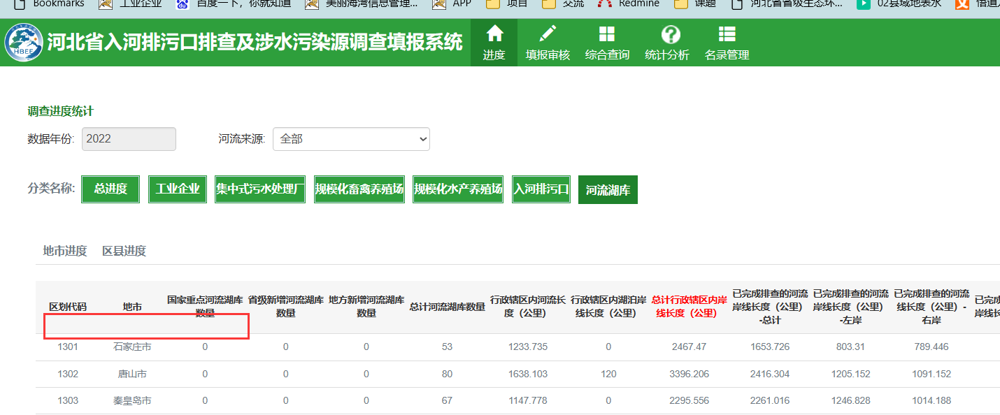 Bookmarks 工业企业 百度一下，你就知道 美丽海湾信息管理... APP 项目 交流 Redmine 课题 河北省省级生态环... 02县域地表水
HBEE 河北省入河排污口排查及涉水污染源调查填报系统 进度 填报审核 综合查询 统计分析 名录管理
调查进度统计
数据年份: 2022 河流来源: 全部
分类名称: 总进度 工业企业 集中式污水处理厂 规模化畜禽养殖场 规模化水产养殖场 入河排污口 河流湖库
地市进度 区县进度
区划代码 地市 国家重点河流湖库数量 省级新增河流湖库数量 地方新增河流湖库数量 总计河流湖库数量 行政辖区内河流长度（公里） 行政辖区内湖泊岸线长度（公里） 总计行政辖区内岸线长度（公里） 已完成排查的河流岸线长度（公里）-总计 已完成排查的河流岸线长度（公里）-左岸 已完成排查的河流岸线长度（公里）-右岸
1301 石家庄市 0 0 0 53 1233.735 0 2467.47 1653.726 803.31 789.446
1302 唐山市 0 0 0 80 1638.103 120 3396.206 2416.304 1205.152 1091.152
1303 秦皇岛市 0 0 0 67 1147.778 0 2295.556 2261.016 1246.828 1014.188